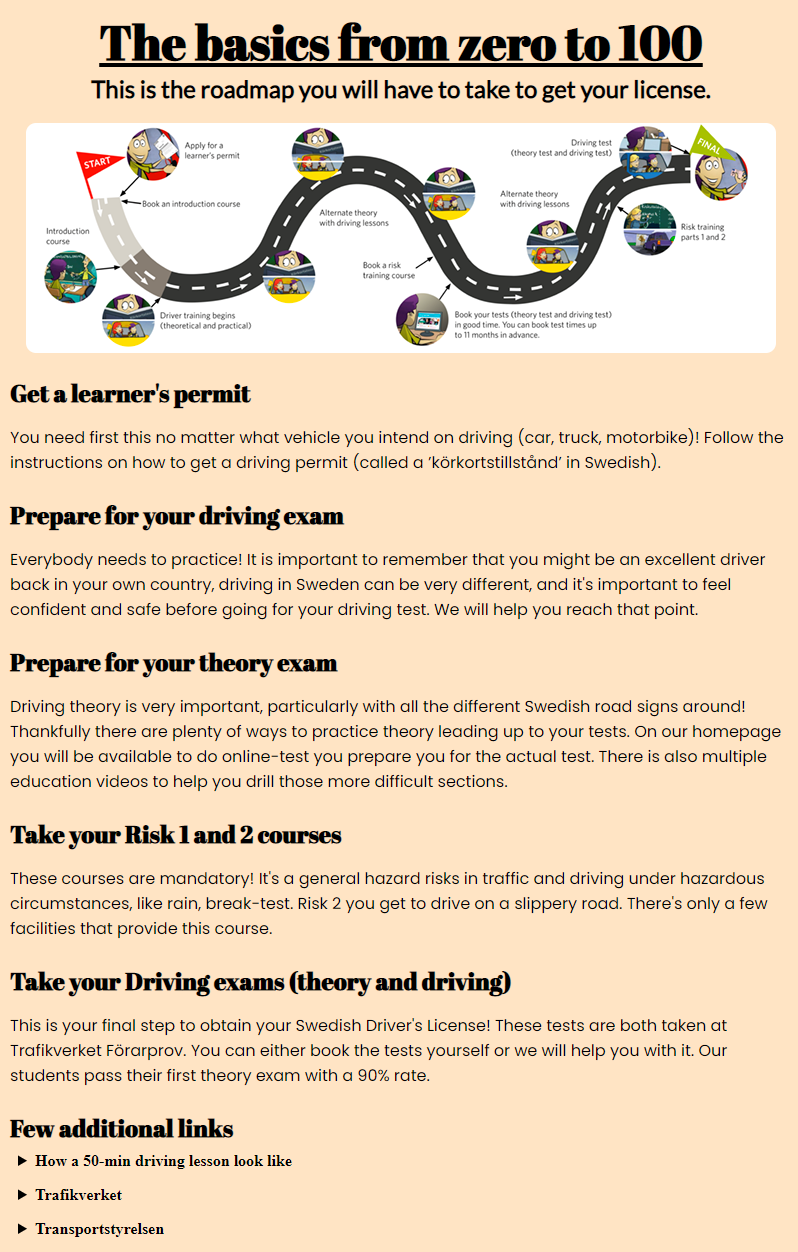 The basics from zero to 100
This is the roadmap you will have to take to get your license.
START
Apply for a
learner's permit
Book an introduction course
Introduction
course
Driver training begins
(theoretical and practical)
Alternate theory
with driving lessons
Book a risk
training course
Book your tests (theory test and driving test)
in good time. You can book test times up
to 11 months in advance.
Alternate theory
with driving lessons
Driving test
(theory test and driving test)
FINAL
Risk training
parts 1 and 2
Get a learner's permit
You need first this no matter what vehicle you intend on driving (car, truck, motorbike)! Follow the
instructions on how to get a driving permit (called a ‘körkortstillstånd’ in Swedish).
Prepare for your driving exam
Everybody needs to practice! It is important to remember that you might be an excellent driver
back in your own country, driving in Sweden can be very different, and it's important to feel
confident and safe before going for your driving test. We will help you reach that point.
Prepare for your theory exam
Driving theory is very important, particularly with all the different Swedish road signs around!
Thankfully there are plenty of ways to practice theory leading up to your tests. On our homepage
you will be available to do online-test you prepare you for the actual test. There is also multiple
education videos to help you drill those more difficult sections.
Take your Risk 1 and 2 courses
These courses are mandatory! It's a general hazard risks in traffic and driving under hazardous
circumstances, like rain, break-test. Risk 2 you get to drive on a slippery road. There's only a few
facilities that provide this course.
Take your Driving exams (theory and driving)
This is your final step to obtain your Swedish Driver's License! These tests are both taken at
Trafikverket Förarprov. You can either book the tests yourself or we will help you with it. Our
students pass their first theory exam with a 90% rate.
Few additional links
How a 50-min driving lesson look like
Trafikverket
Transportstyrelsen